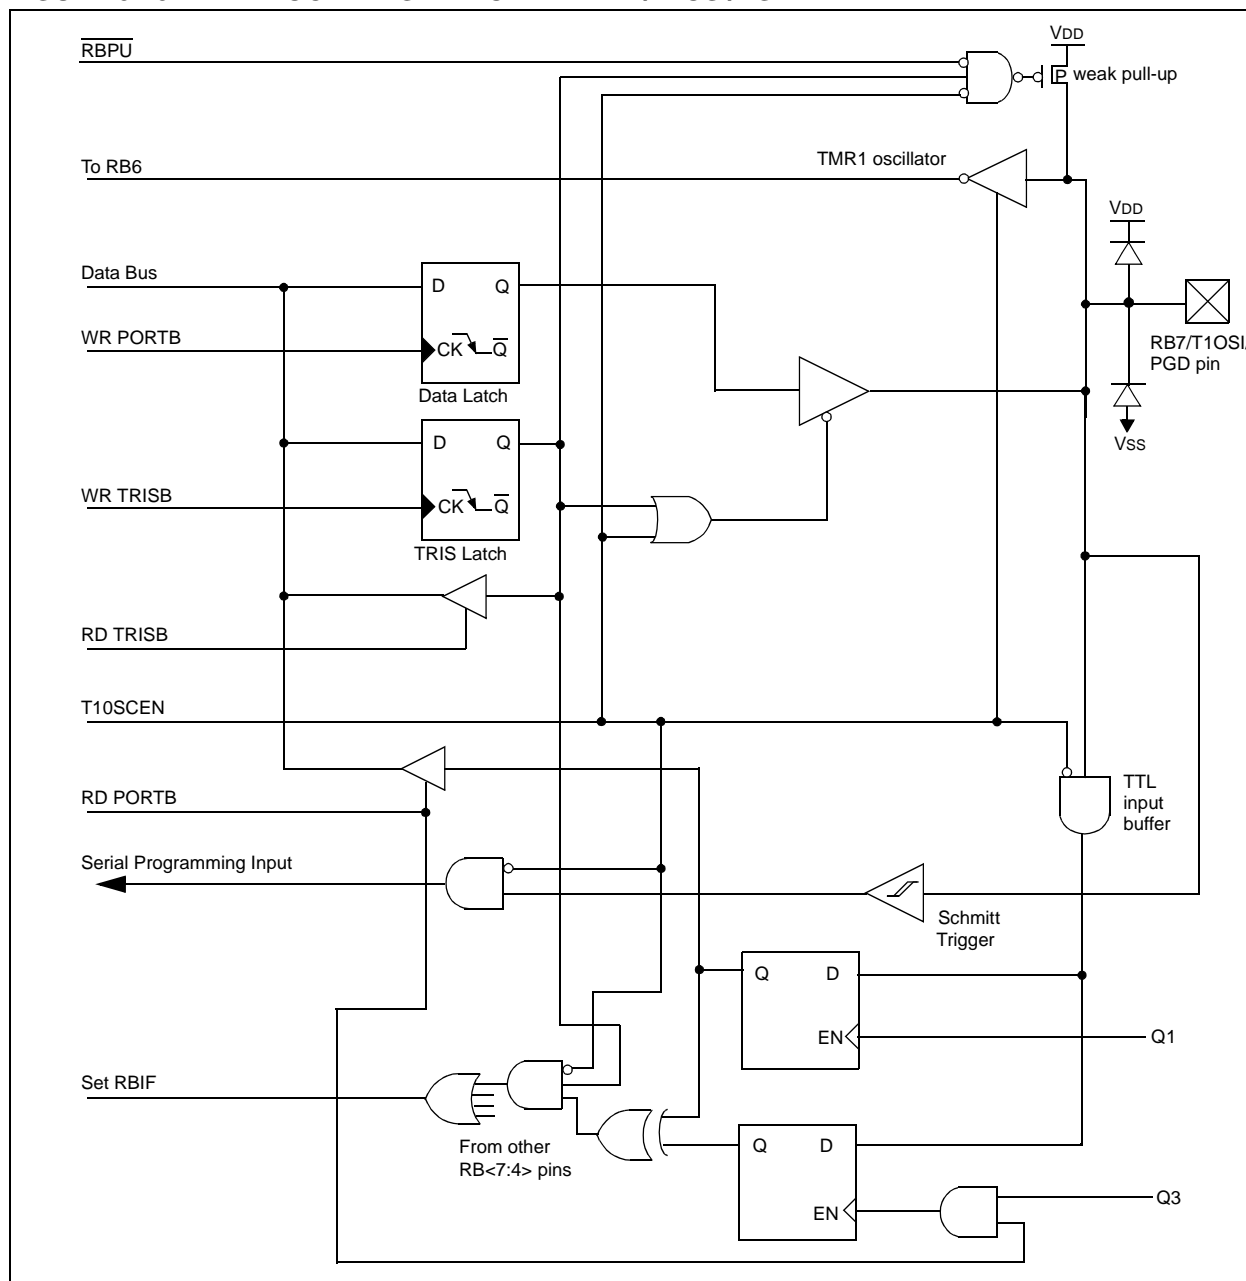 RBPU
VDD
P weak pull-up
To RB6
TMR1 oscillator
VDD
Data Bus
D Q
WR PORTB
CK Q
RB7/T1OSI/
PGD pin
Data Latch
D Q
VSS
WR TRISB
CK Q
TRIS Latch
RD TRISB
T10SCEN
RD PORTB
TTL
input
buffer
Serial Programming Input
Schmitt
Trigger
Q D
EN
Q1
Set RBIF
From other
RB<7:4> pins
Q D
EN
Q3